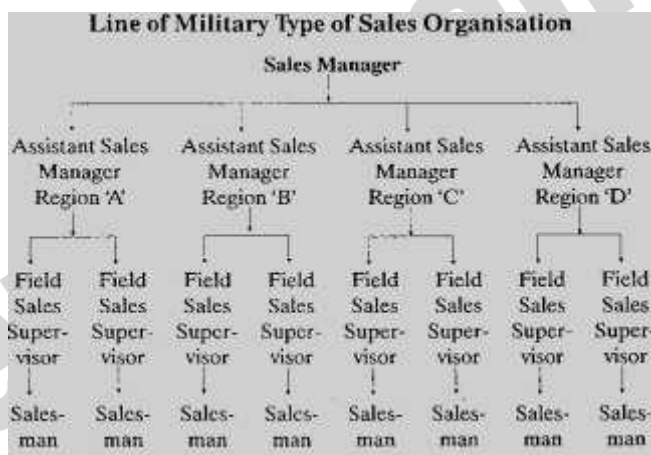 Line of Military Type of Sales Organisation
Sales Manager
Assistant Sales Assistant Sales Assistant Sales Assistant Sales
Manager Manager Manager Manager
Region 'A' Region 'B' Region 'C' Region 'D'
Field Field Field Field Field Field Field Field
Sales Sales Sales Sales Sales Sales Sales Sales
Super- Super- Super- Super- Super- Super- Super- Super-
visor visor visor visor visor visor visor visor
Sales- Sales- Sales- Sales- Sales- Sales- Sales- Sales-
man man man man man man man man